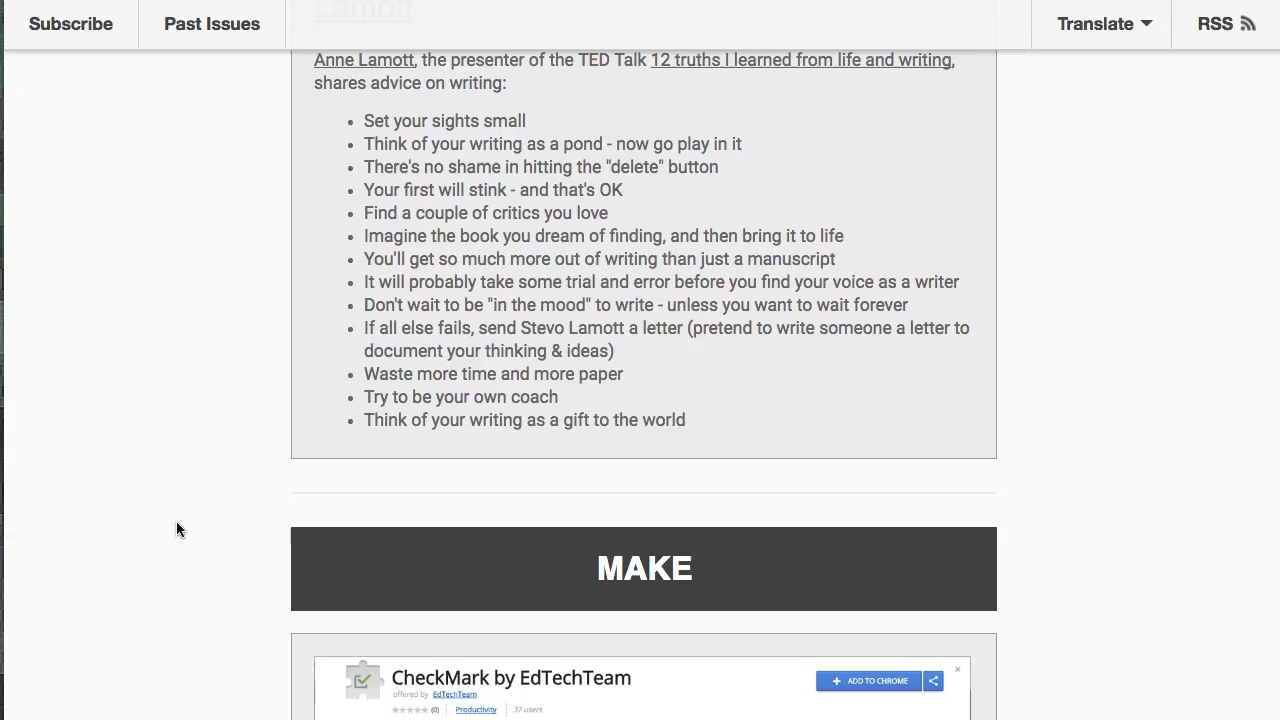 Subscribe
Past Issues
Translate
RSS
Lamott
Anne Lamott, the presenter of the TED Talk 12 truths I learned from life and writing,
shares advice on writing:
• Set your sights small
• Think of your writing as a pond - now go play in it
• There's no shame in hitting the "delete" button
• Your first will stink - and that's OK
• Find a couple of critics you love
• Imagine the book you dream of finding, and then bring it to life
• You'll get so much more out of writing than just a manuscript
• It will probably take some trial and error before you find your voice as a writer
• Don't wait to be "in the mood" to write - unless you want to wait forever
• If all else fails, send Stevo Lamott a letter (pretend to write someone a letter to
document your thinking & ideas)
• Waste more time and more paper
• Try to be your own coach
• Think of your writing as a gift to the world
MAKE
CheckMark by EdTechTeam
offered by EdTechTeam
(0) Productivity 37 users
+ ADD TO CHROME
×